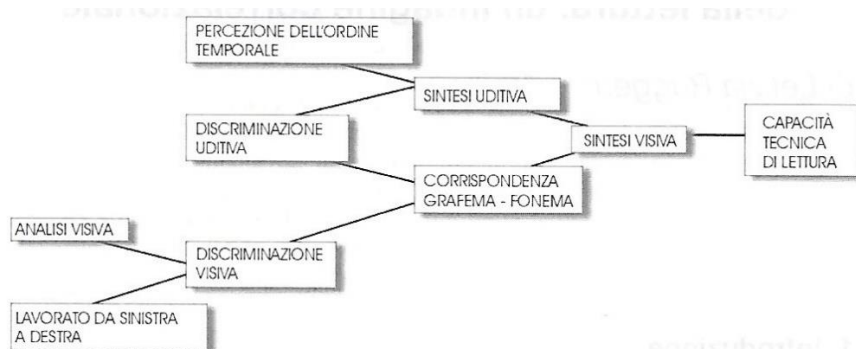 PERCEZIONE DELL'ORDINE
TEMPORALE
SINTESI UDITIVA
DISCRIMINAZIONE
UDITIVA
SINTESI VISIVA
CAPACITÀ
TECNICA
DI LETTURA
CORRISPONDENZA
GRAFEMA - FONEMA
ANALISI VISIVA
DISCRIMINAZIONE
VISIVA
LAVORATO DA SINISTRA
A DESTRA